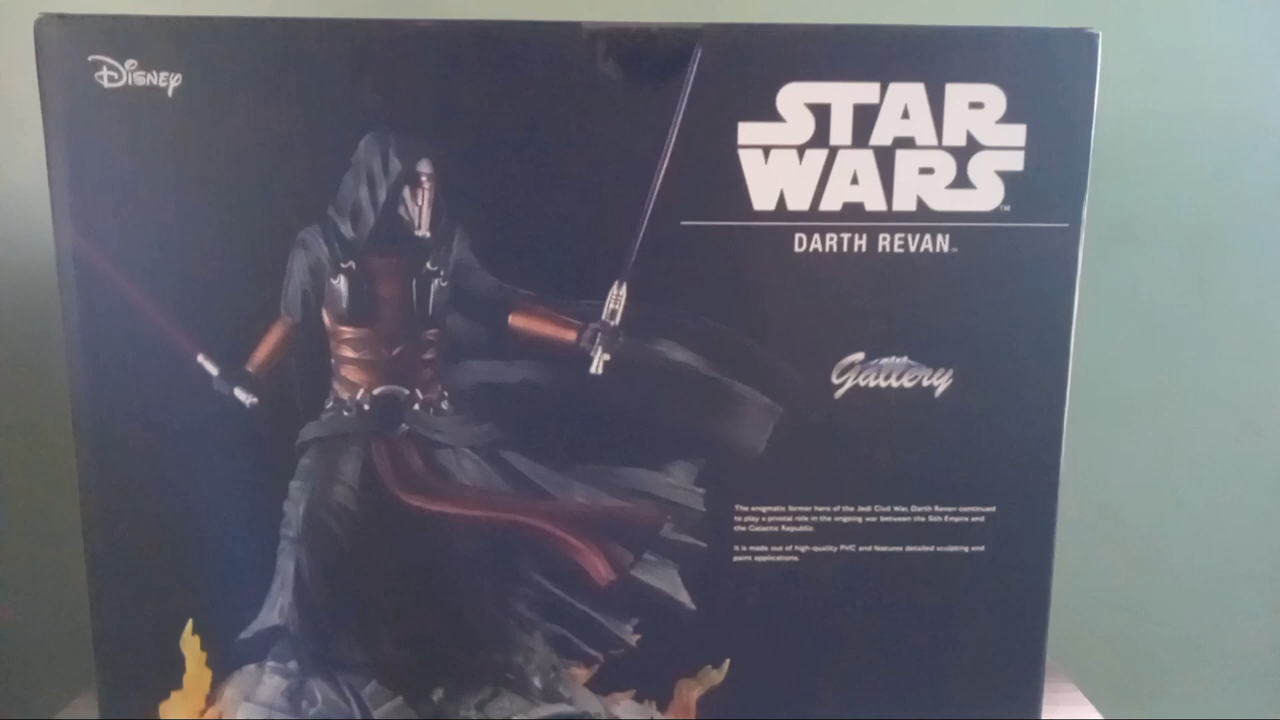 Disney
STAR
WARS™
DARTH REVAN™
Gallery
The enigmatic former hero of the Jedi Civil War, Darth Revan continued
to play a pivotal role in the ongoing war between the Sith Empire and
the Galactic Republic.
It is made out of high-quality PVC and features detailed sculpting and
paint applications.